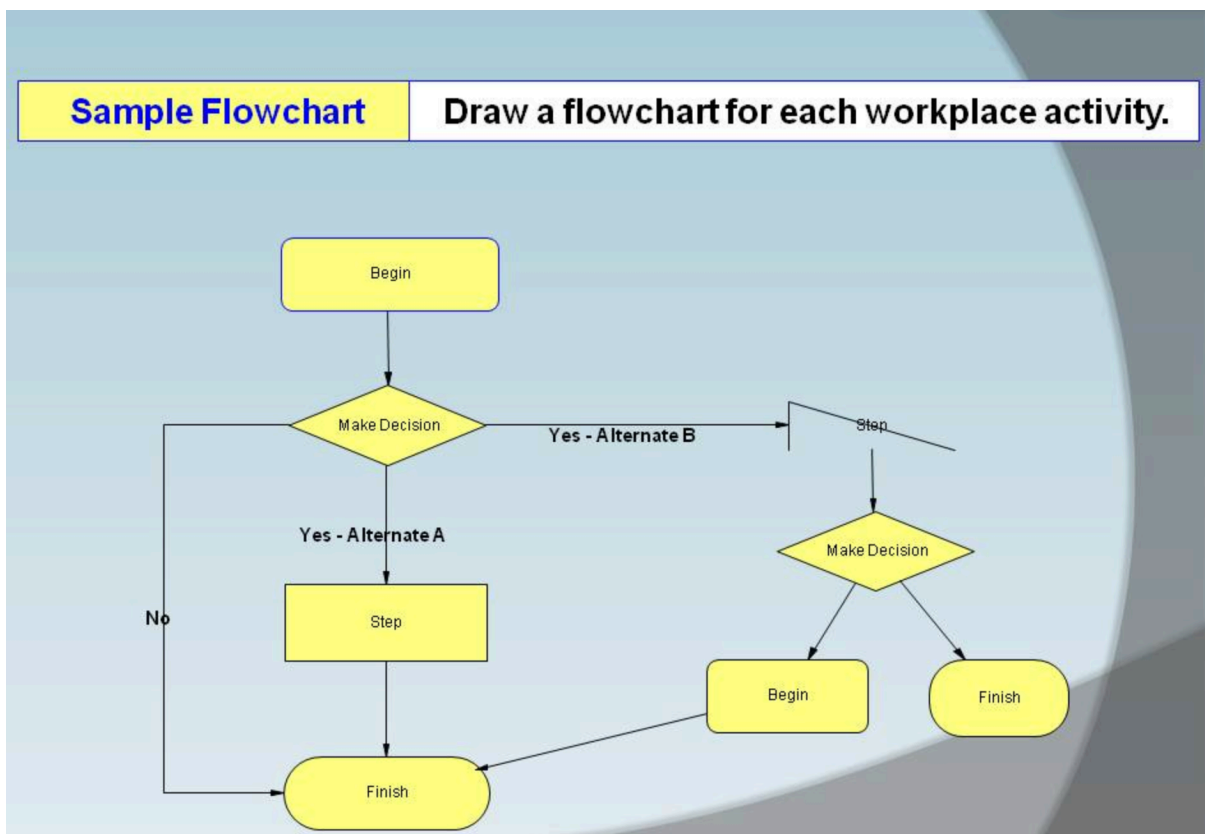 Sample Flowchart
Draw a flowchart for each workplace activity.
Begin
Make Decision
Yes - Alternate B
Step
Yes - Alternate A
Make Decision
No
Step
Begin
Finish
Finish